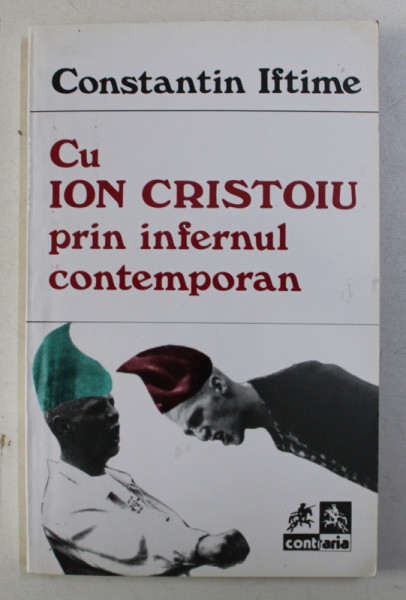 Constantin Iftime
Cu
ION CRISTOIU
prin infernul
contemporan
contraria